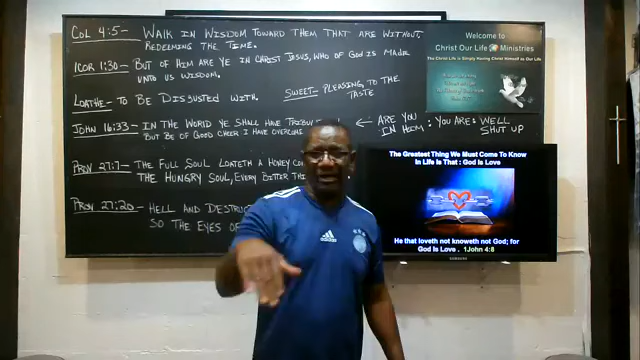 Col 4:5- Walk in Wisdom Toward Them That are Without,
Redeeming the Time.
1Cor 1:30- But of Him are ye in Christ Jesus, Who of God is Made
unto us Wisdom.
Loathe- To Be Disgusted with.
Sweet- Pleasing to the
Taste
John 16:33- In the World Ye Shall Have
But be of Good Cheer I Have Overcome
← Are you in Him : You are: Well
Shut up
Prov 27:7- The Full Soul Loateth a Honey
The Hungry Soul, Every Bitter
Prov 27:20- Hell and
So the Eyes of
Welcome to
Christ Our Life Ministries
The Christ Life is Simply Having Christ Himself as Our Life
The Greatest Thing We Must Come To Know
In Life Is That : God Is Love
He that loveth not knoweth not God; for
God Is Love . 1John 4:8
SAMSUNG
adidas